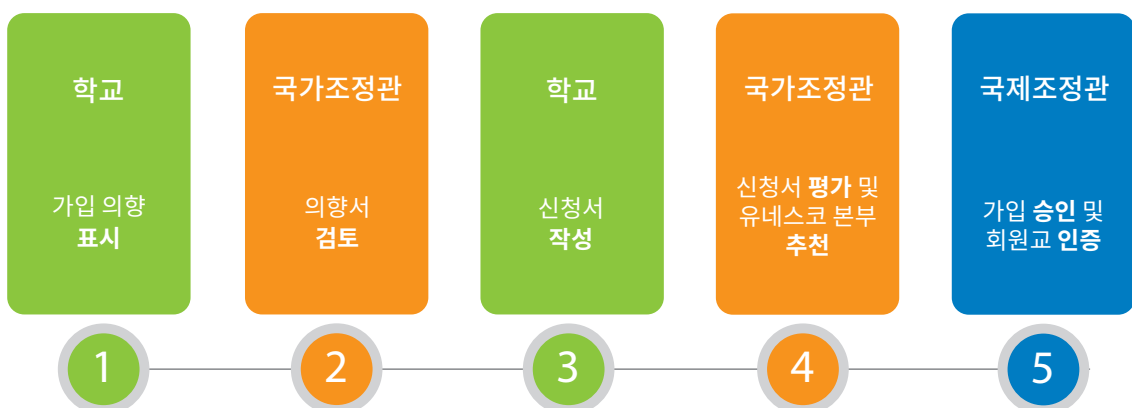 학교
가입 의향
표시
국가조정관
의향서
검토
학교
신청서
작성
국가조정관
신청서 평가 및
유네스코 본부
추천
국제조정관
가입 승인 및
회원교 인증
1
2
3
4
5